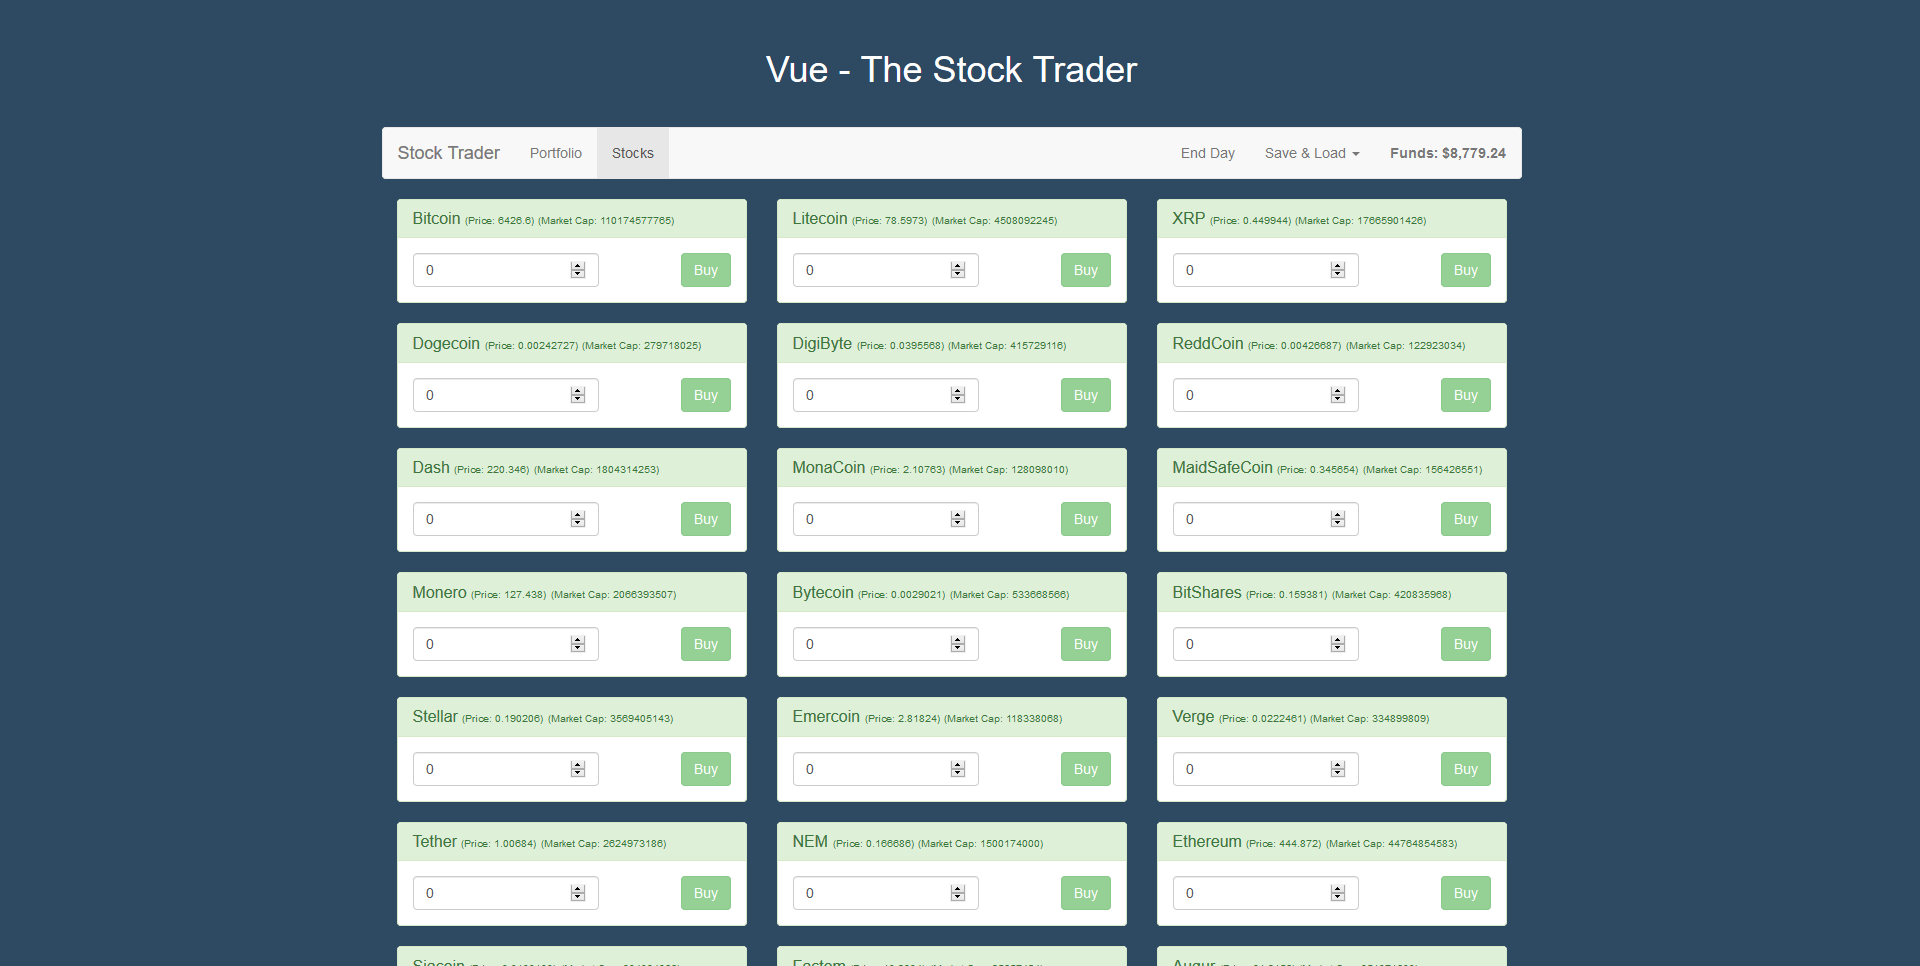 Vue - The Stock Trader
Stock Trader Portfolio Stocks End Day Save & Load Funds: $8,779.24
Bitcoin (Price: 6426.6) (Market Cap: 110174577765) Litecoin (Price: 78.5973) (Market Cap: 4508092245) XRP (Price: 0.449944) (Market Cap: 17665901426)
0 Buy 0 Buy 0 Buy
Dogecoin (Price: 0.00242727) (Market Cap: 279718025) DigiByte (Price: 0.0395568) (Market Cap: 415729116) ReddCoin (Price: 0.00426687) (Market Cap: 122923034)
0 Buy 0 Buy 0 Buy
Dash (Price: 220.346) (Market Cap: 1804314253) MonaCoin (Price: 2.10763) (Market Cap: 128098010) MaidSafeCoin (Price: 0.345654) (Market Cap: 156426551)
0 Buy 0 Buy 0 Buy
Monero (Price: 127.438) (Market Cap: 2066393507) Bytecoin (Price: 0.0029021) (Market Cap: 533668566) BitShares (Price: 0.159381) (Market Cap: 420835968)
0 Buy 0 Buy 0 Buy
Stellar (Price: 0.190206) (Market Cap: 3569405143) Emercoin (Price: 2.81824) (Market Cap: 118338068) Verge (Price: 0.0222461) (Market Cap: 334899809)
0 Buy 0 Buy 0 Buy
Tether (Price: 1.00684) (Market Cap: 2624973186) NEM (Price: 0.166686) (Market Cap: 1500174000) Ethereum (Price: 444.872) (Market Cap: 44764854583)
0 Buy 0 Buy 0 Buy
Siacoin Factom Augur